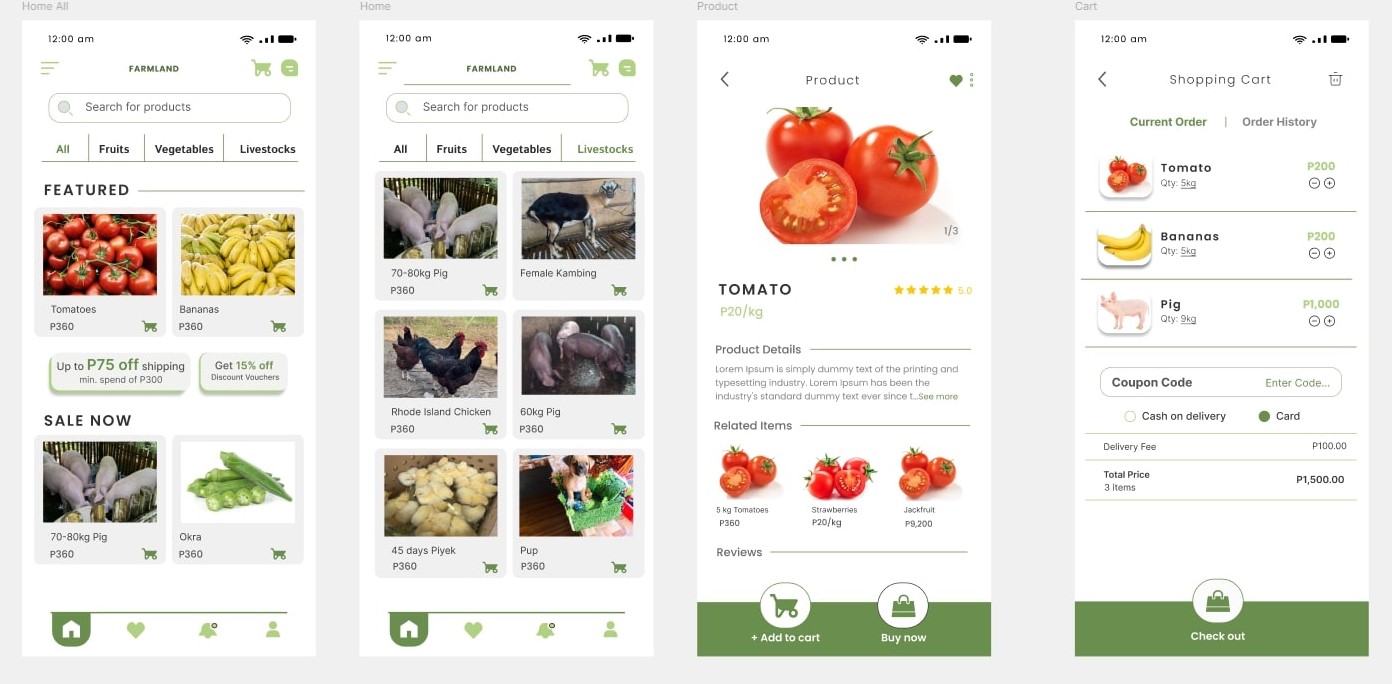 Home All
12:00 am
FARMLAND
Search for products
All Fruits Vegetables Livestocks
FEATURED
Tomatoes
P360
Bananas
P360
Up to P75 off shipping
min. spend of P300
Get 15% off
Discount Vouchers
SALE NOW
70-80kg Pig
P360
Okra
P360
Home
12:00 am
FARMLAND
Search for products
All Fruits Vegetables Livestocks
70-80kg Pig
P360
Female Kambing
Rhode Island Chicken
P360
60kg Pig
P360
45 days Piyek
P360
Pup
P360
Product
12:00 am
Product
1/3
TOMATO
5.0
P20/kg
Product Details
Lorem Ipsum is simply dummy text of the printing and
typesetting industry. Lorem Ipsum has been the
industry's standard dummy text ever since t...See more
Related Items
5 kg Tomatoes
P360
Strawberries
P20/kg
Jackfruit
P9,200
Reviews
+ Add to cart
Buy now
Cart
12:00 am
Shopping Cart
Current Order | Order History
Tomato P200
Qty: 5kg
Bananas P200
Qty: 5kg
Pig P1,000
Qty: 9kg
Coupon Code Enter Code...
Cash on delivery Card
Delivery Fee P100.00
Total Price
3 Items
P1,500.00
Check out